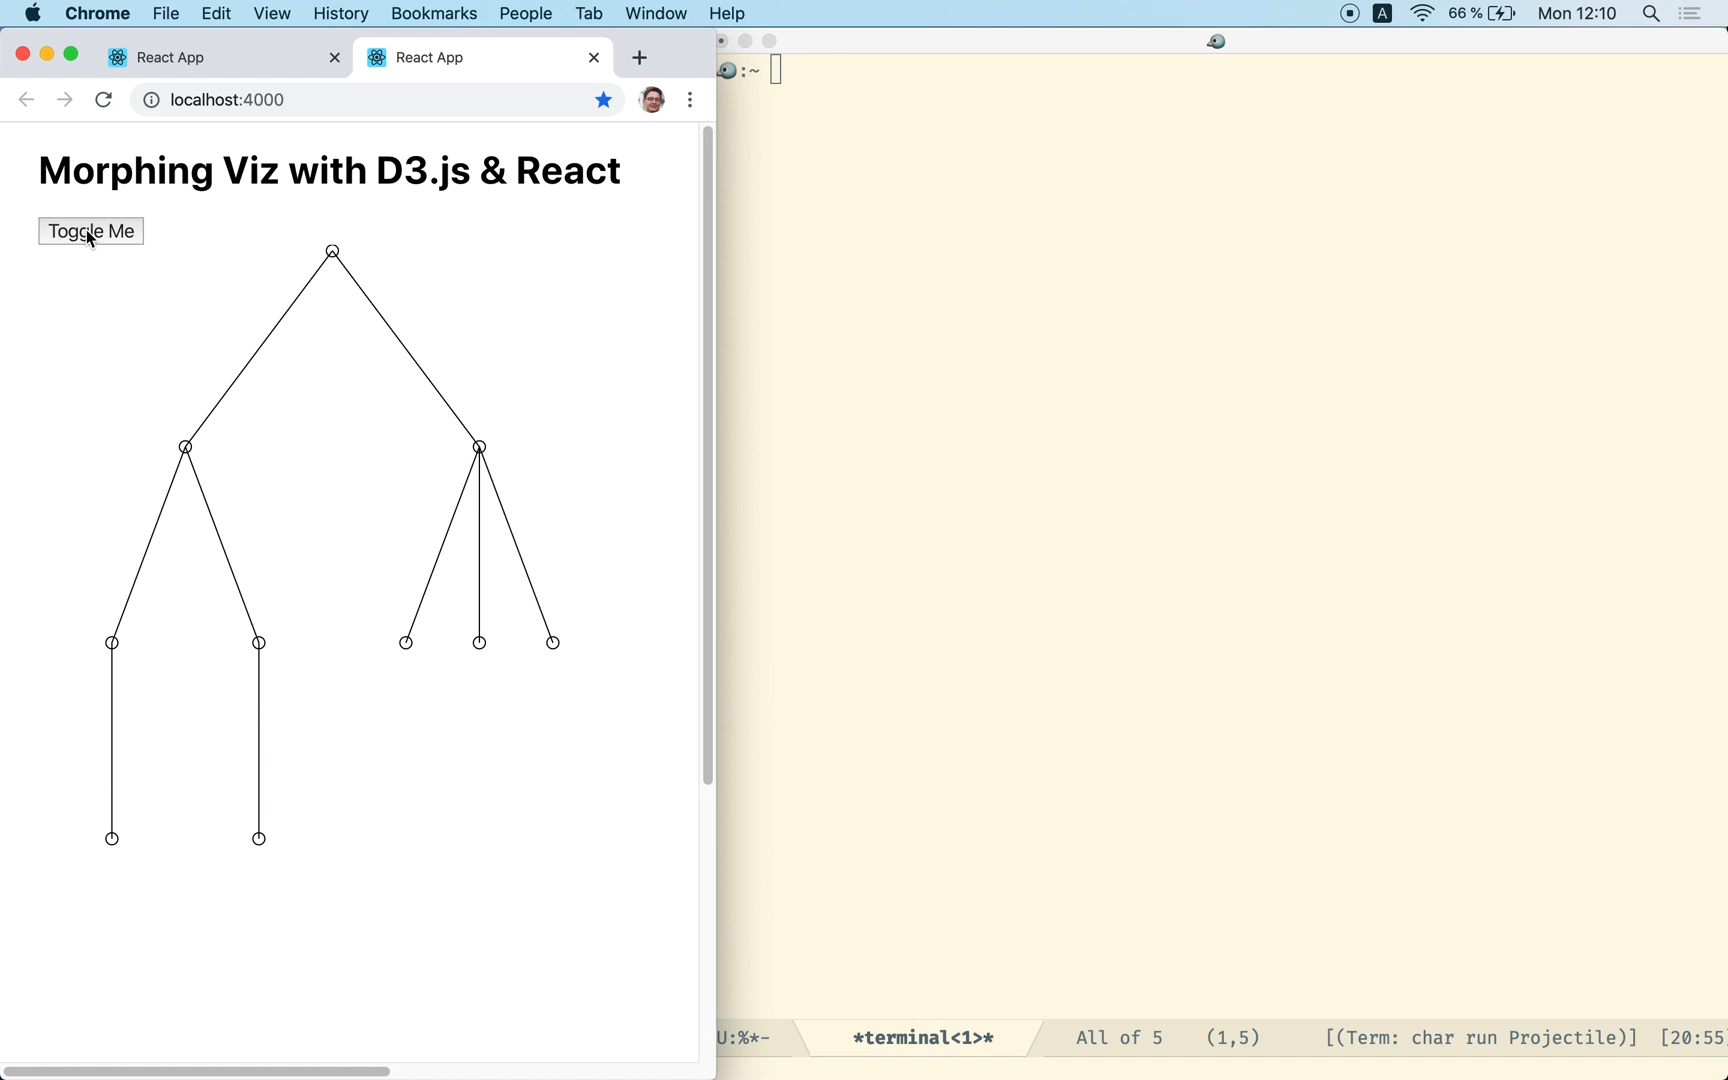 Chrome File Edit View History Bookmarks People Tab Window Help
A 66 % Mon 12:10
React App
React App
localhost:4000
Morphing Viz with D3.js & React
Toggle Me
:~
U:%*- *terminal<1>* All of 5 (1,5) [(Term: char run Projectile)] [20:55